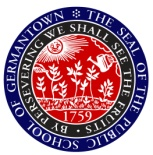 THE SEAL OF THE PUBLIC SCHOOL OF GERMANTOWN
BY PERSEVERING WE SHALL SEE THE FRUITS
1759